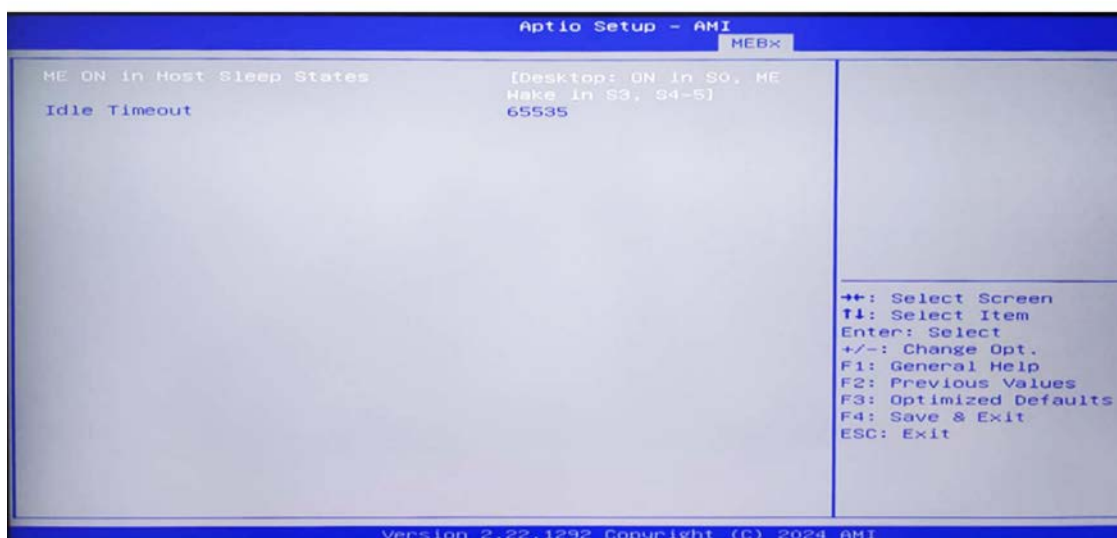 Aptio Setup – AMI
MEBx
ME ON in Host Sleep States [Desktop: ON in S0, ME
Wake in S3, S4-5]
Idle Timeout 65535
→←: Select Screen
↑↓: Select Item
Enter: Select
+/-: Change Opt.
F1: General Help
F2: Previous Values
F3: Optimized Defaults
F4: Save & Exit
ESC: Exit
Version 2.22.1292 Copyright (C) 2024 AMI